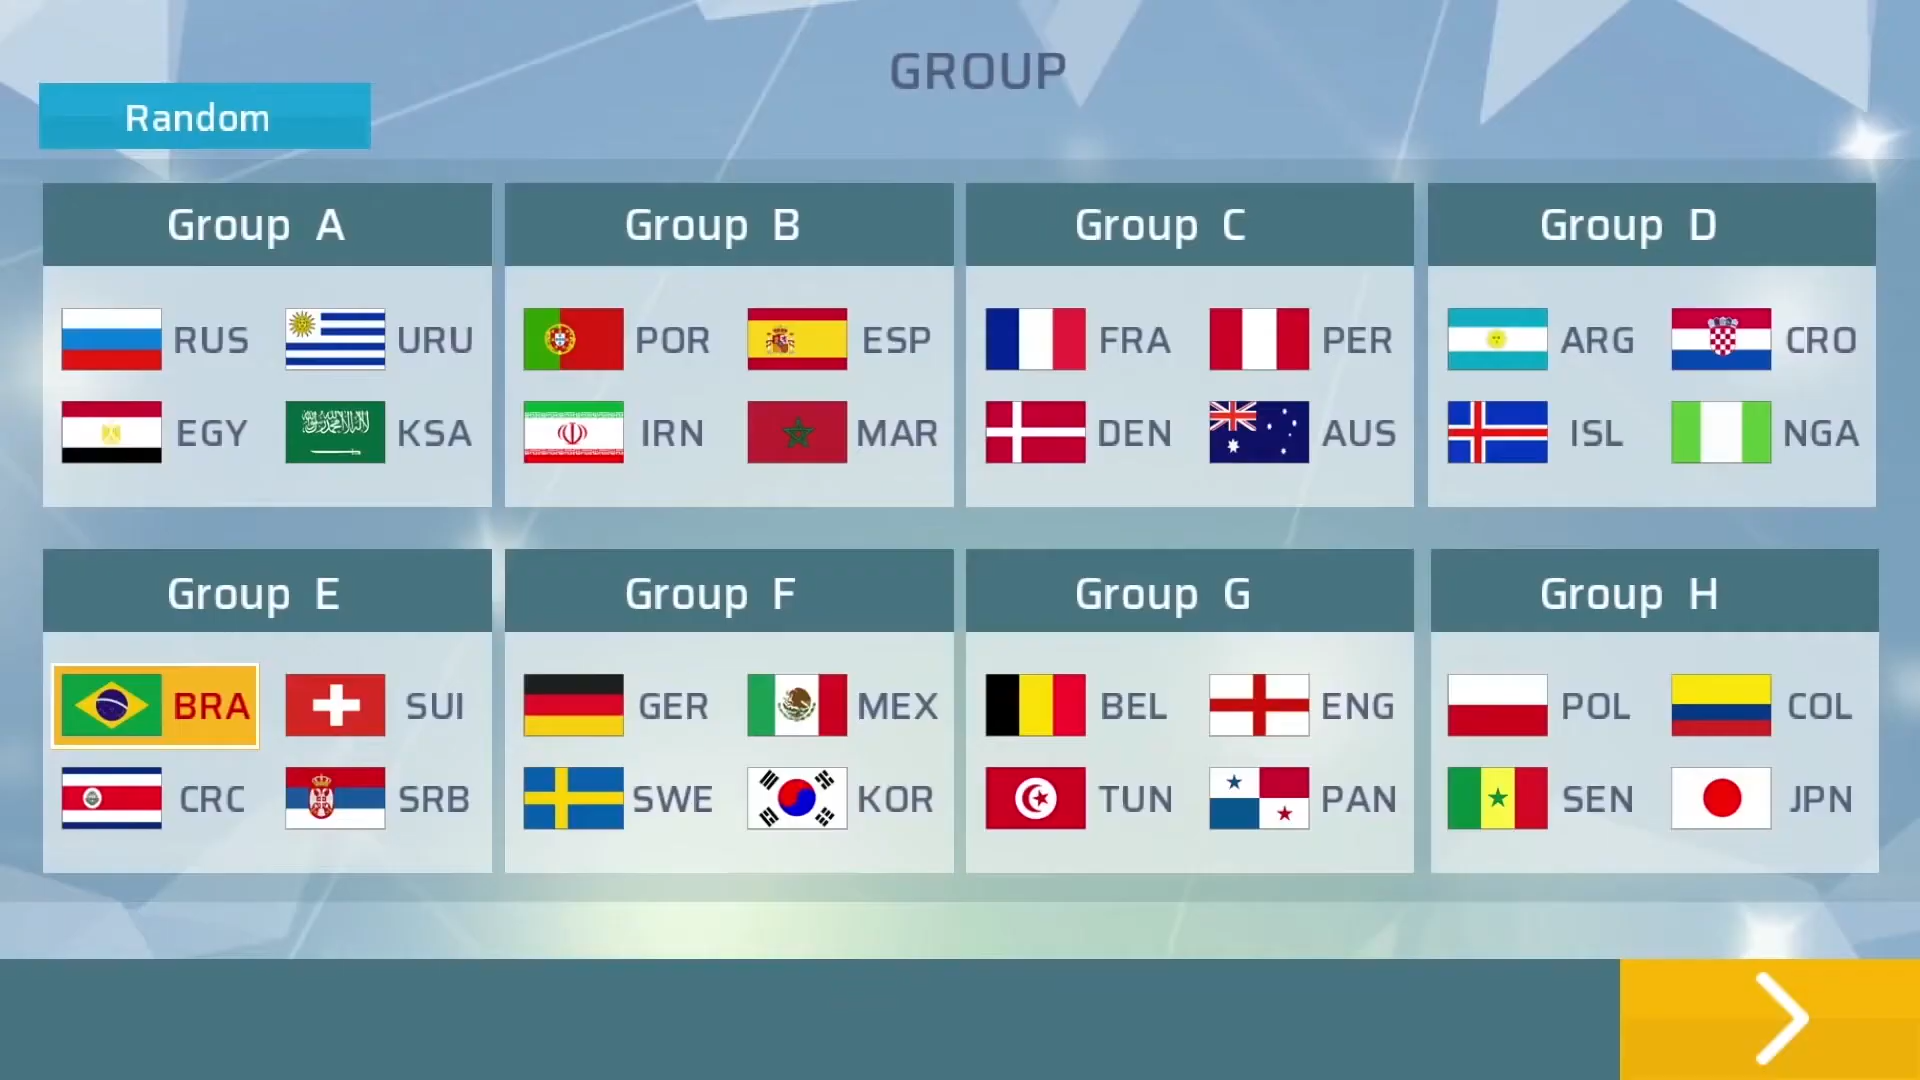 GROUP
Random
Group A
Group B
Group C
Group D
RUS URU
POR ESP
FRA PER
ARG CRO
EGY KSA
IRN MAR
DEN AUS
ISL NGA
Group E
Group F
Group G
Group H
BRA SUI
GER MEX
BEL ENG
POL COL
CRC SRB
SWE KOR
TUN PAN
SEN JPN